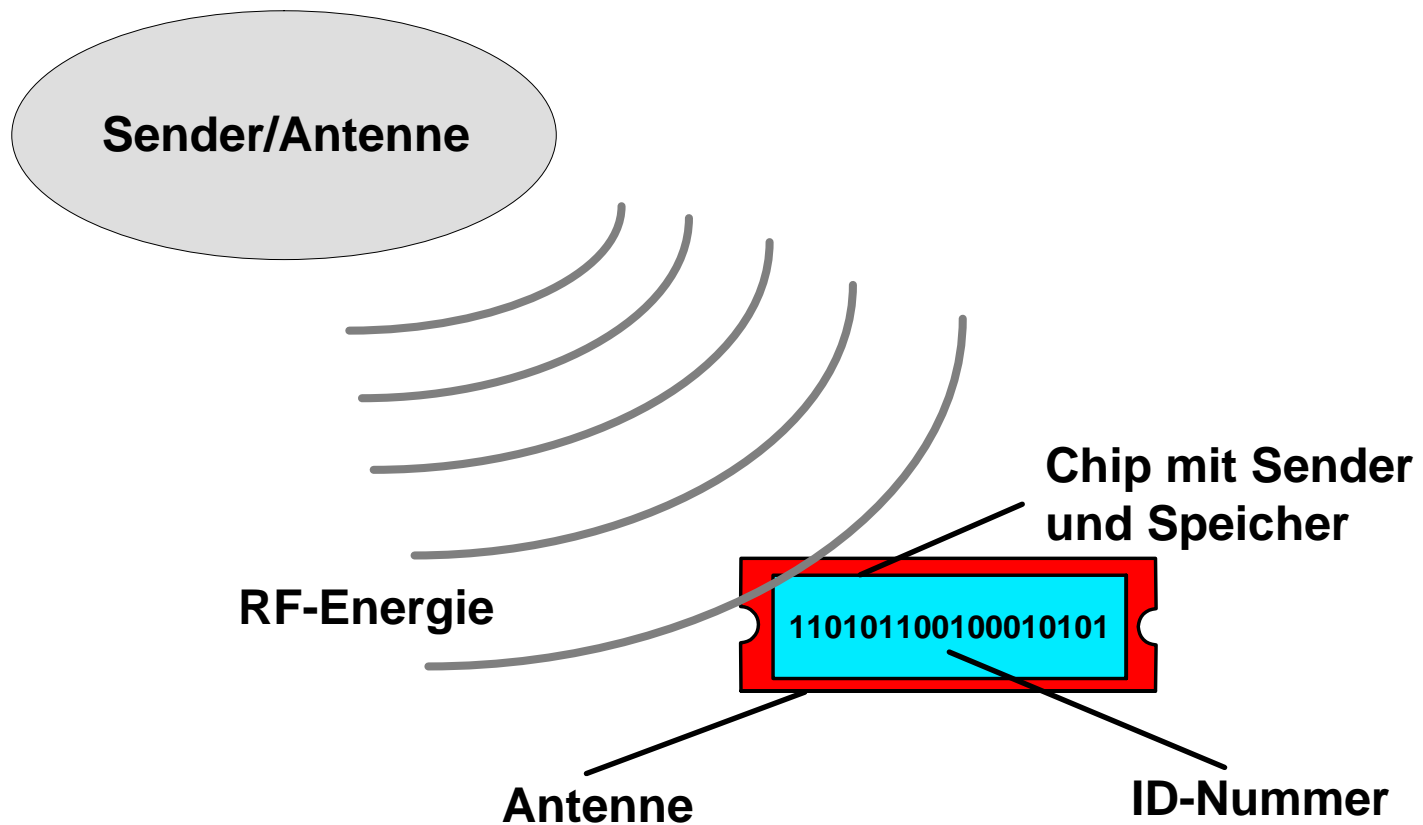 Sender/Antenne
Chip mit Sender
und Speicher
RF-Energie
110101100100010101
Antenne
ID-Nummer